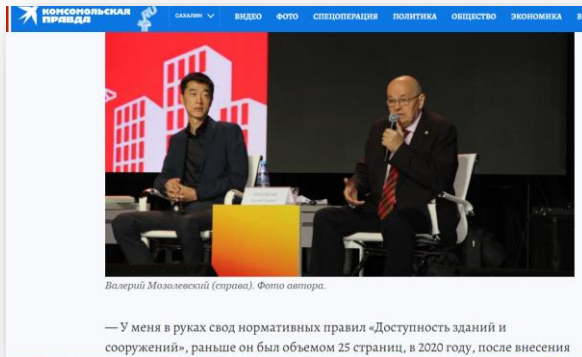 КОМСОМОЛЬСКАЯ
ПРАВДА
САХАЛИН
ВИДЕО ФОТО СПЕЦОПЕРАЦИЯ ПОЛИТИКА ОБЩЕСТВО ЭКОНОМИКА
Валерий Мозолевский (справа). Фото автора.
— У меня в руках свод нормативных правил «Доступность зданий и
сооружений», раньше он был объемом 25 страниц, в 2020 году, после внесения